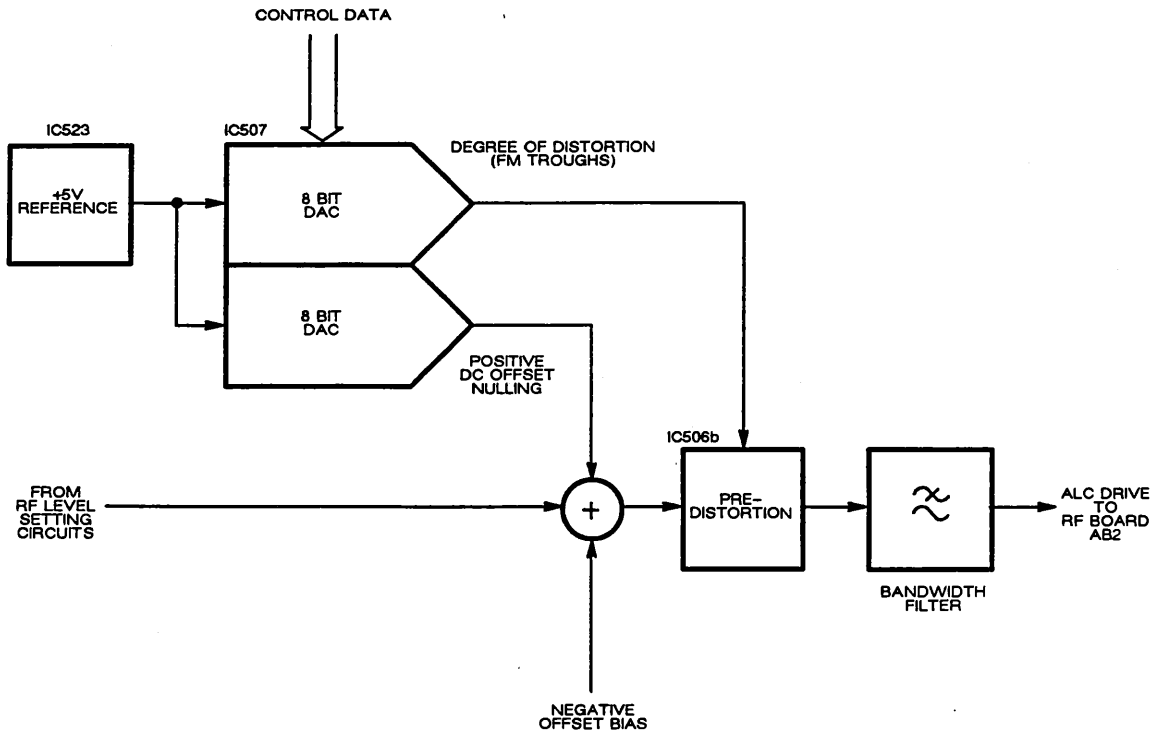 CONTROL DATA
IC523
IC507
+5V
REFERENCE
8 BIT
DAC
DEGREE OF DISTORTION
(FM TROUGHS)
8 BIT
DAC
POSITIVE
DC OFFSET
NULLING
IC506b
FROM
RF LEVEL
SETTING
CIRCUITS
+
PRE-
DISTORTION
ALC DRIVE
TO
RF BOARD
AB2
BANDWIDTH
FILTER
NEGATIVE
OFFSET BIAS